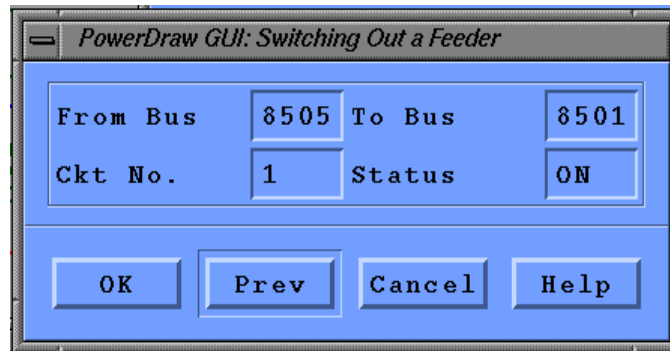 PowerDraw GUI: Switching Out a Feeder
From Bus 8505 To Bus 8501
Ckt No. 1 Status ON
OK Prev Cancel Help